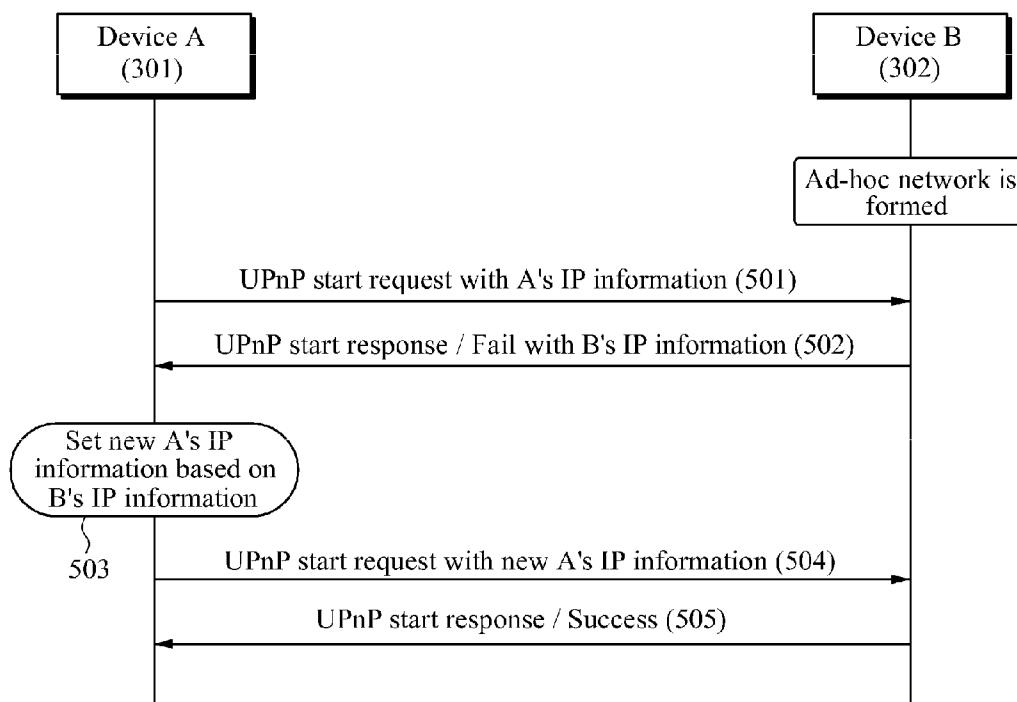 Device A
(301)
Device B
(302)
Ad-hoc network is
formed
UPnP start request with A's IP information (501)
UPnP start response / Fail with B's IP information (502)
Set new A's IP
information based on
B's IP information
503
UPnP start request with new A's IP information (504)
UPnP start response / Success (505)